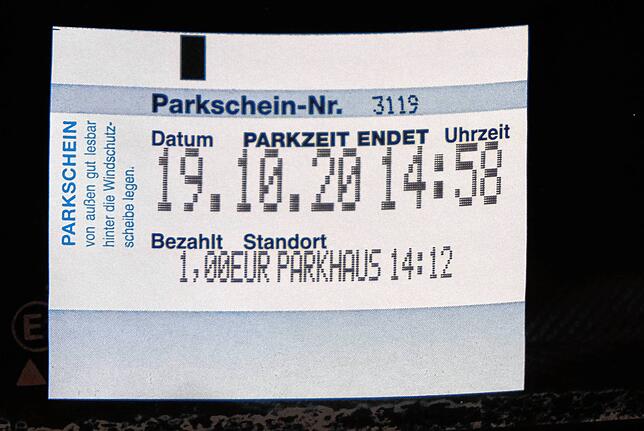 Parkschein-Nr. 3119
Datum PARKZEIT ENDET Uhrzeit
19.10.20 14:58
Bezahlt Standort
1,00EUR PARKHAUS 14:12
PARKSCHEIN
von außen gut lesbar
hinter die Windschutz-
scheibe legen.
E